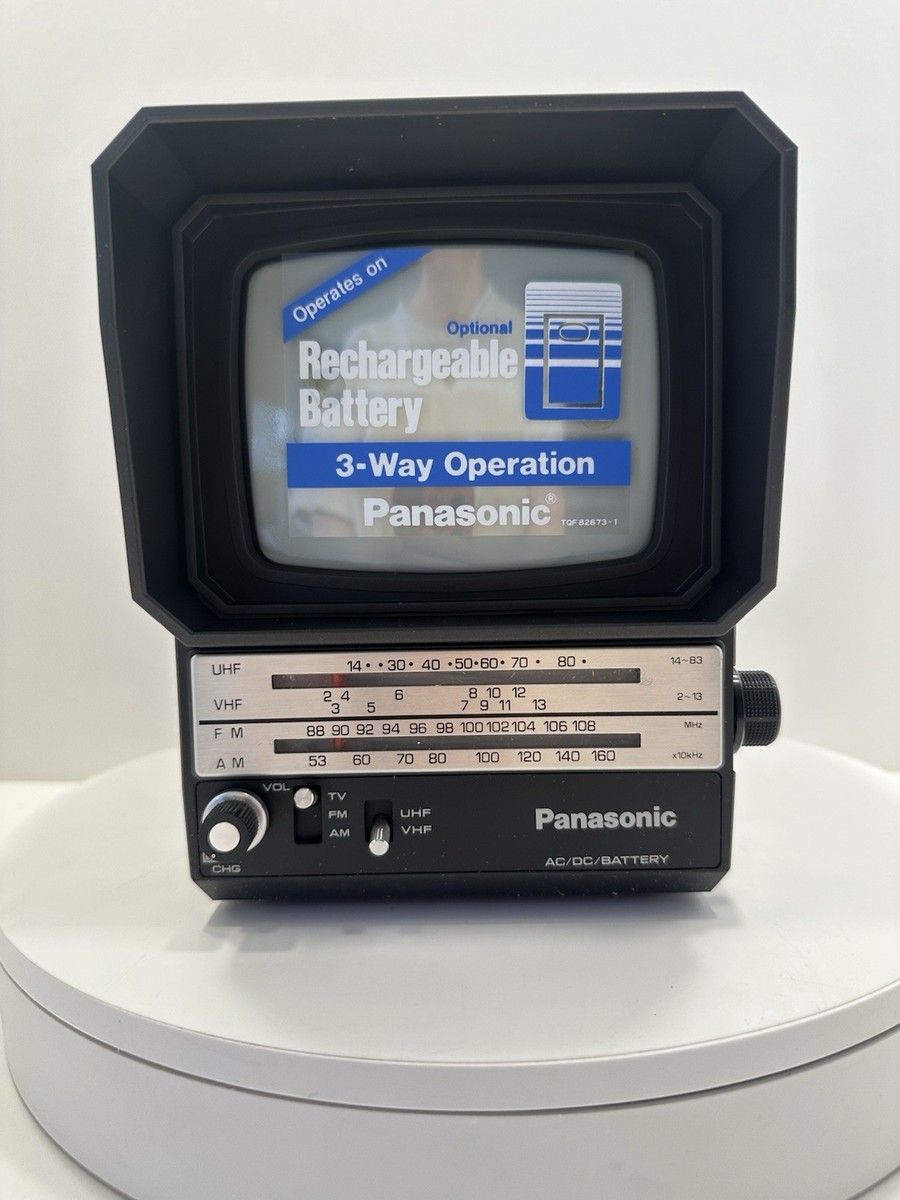 Operates on
Optional
Rechargeable
Battery
3-Way Operation
Panasonic®
TQF82673-1
UHF 14 • • 30 • 40 • 50 • 60 • 70 • 80 • 14~83
2 4 6 8 10 12
VHF 3 5 7 9 11 13 2~13
FM 88 90 92 94 96 98 100 102 104 106 108 MHz
AM 53 60 70 80 100 120 140 160 x10kHz
VOL TV
FM UHF
AM VHF
CHG
Panasonic
AC/DC/BATTERY